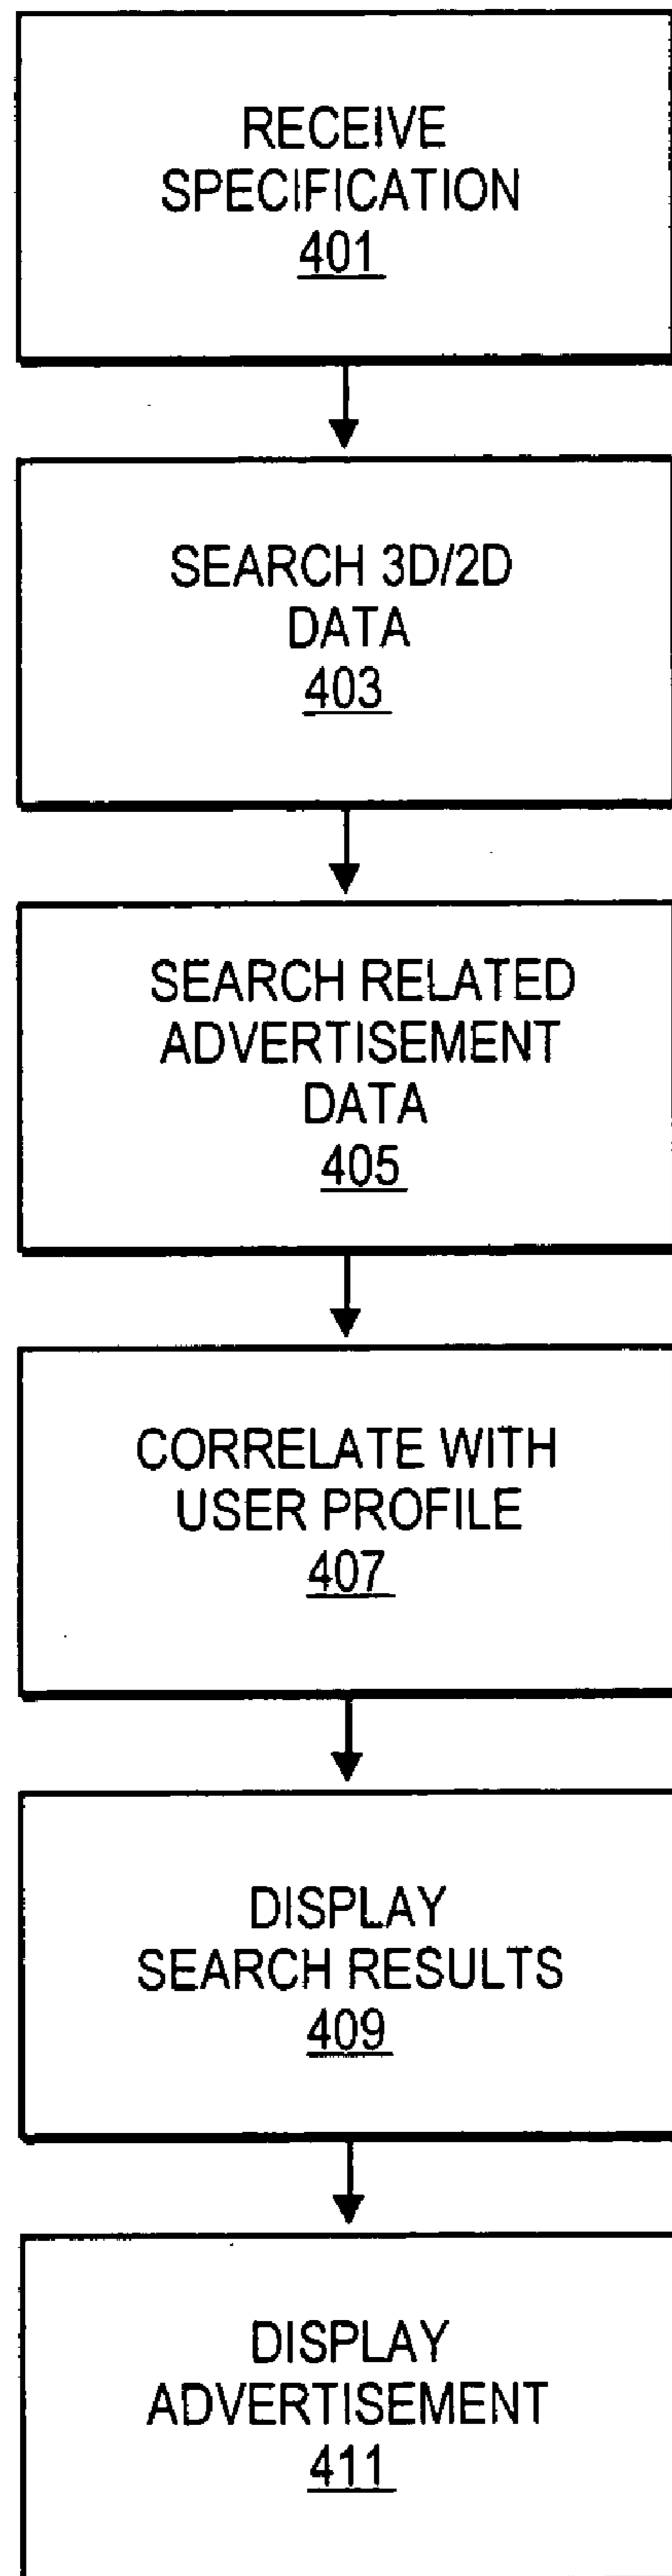 RECEIVE
SPECIFICATION
401
SEARCH 3D/2D
DATA
403
SEARCH RELATED
ADVERTISEMENT
DATA
405
CORRELATE WITH
USER PROFILE
407
DISPLAY
SEARCH RESULTS
409
DISPLAY
ADVERTISEMENT
411